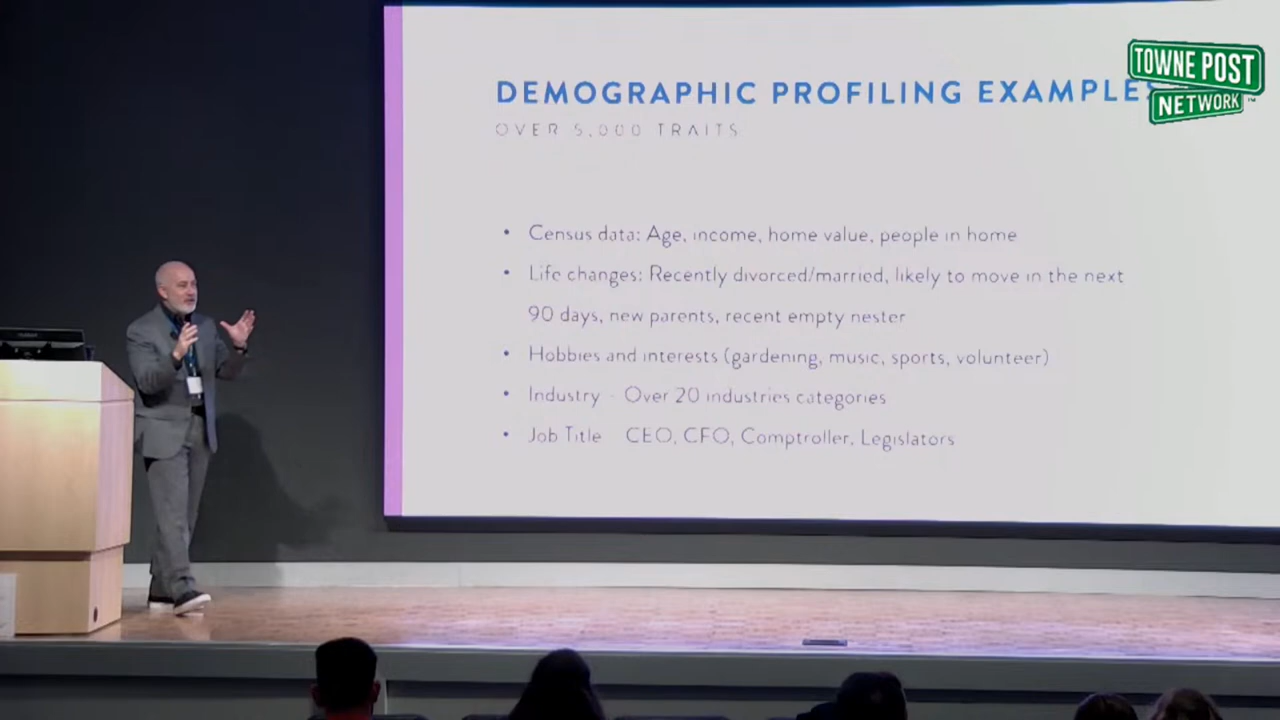 TOWNE POST
NETWORK
DEMOGRAPHIC PROFILING EXAMPLES
OVER 5,000 TRAITS
• Census data: Age, income, home value, people in home
• Life changes: Recently divorced/married, likely to move in the next
90 days, new parents, recent empty nester
• Hobbies and interests (gardening, music, sports, volunteer)
• Industry - Over 20 industries categories
• Job Title CEO, CFO, Comptroller, Legislators